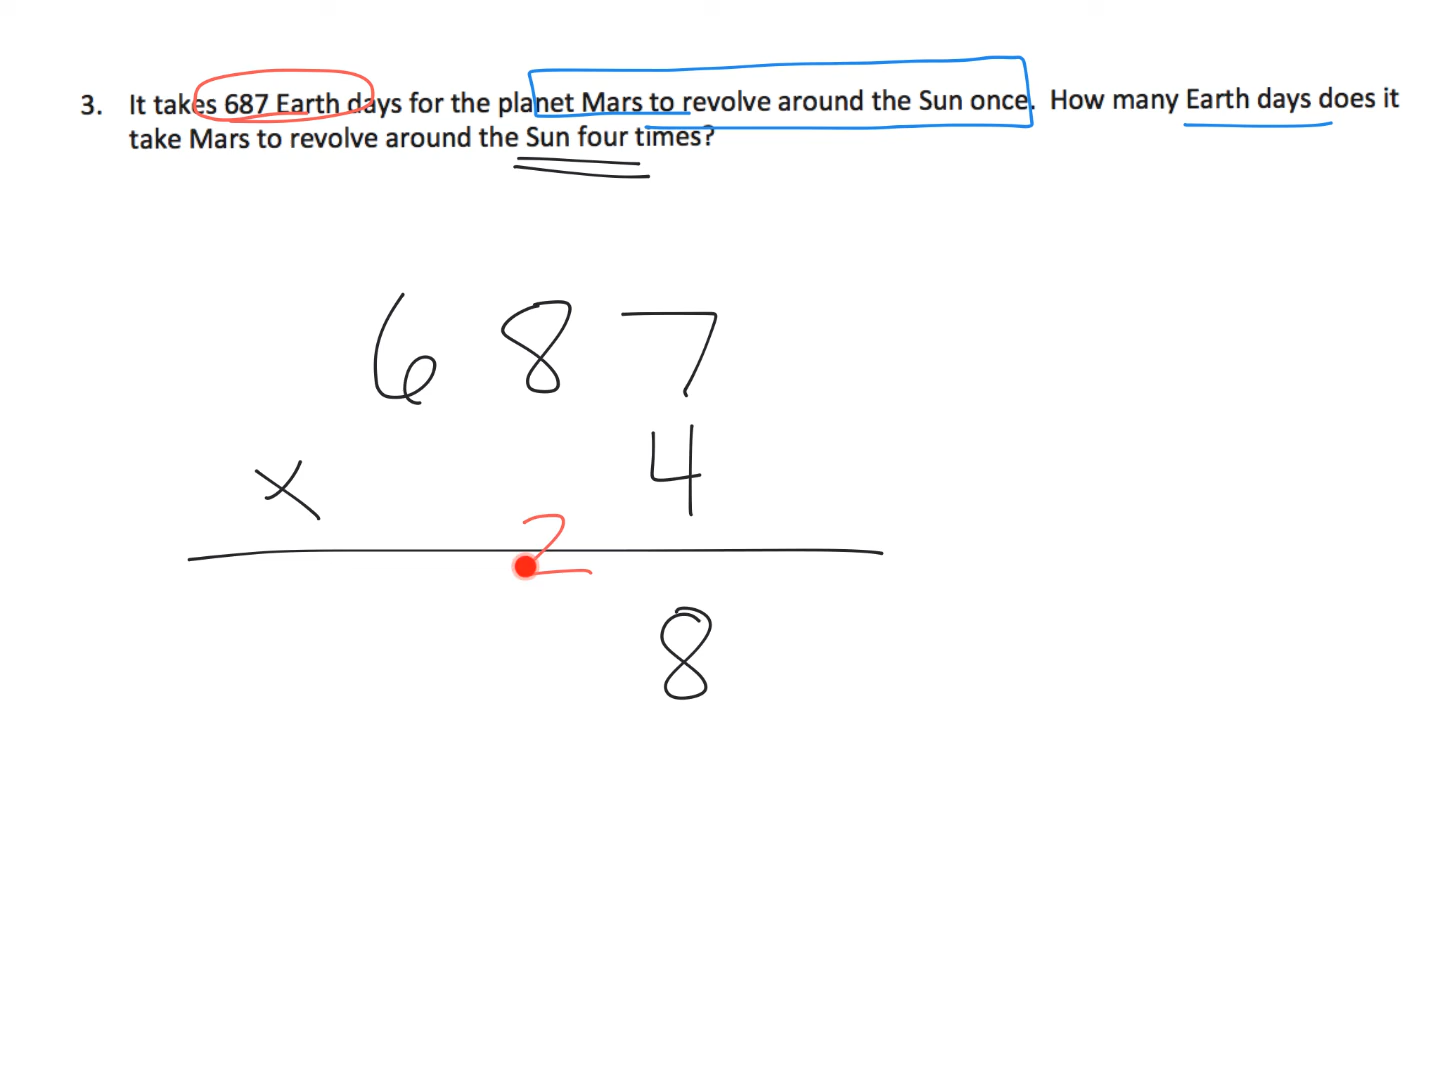 3. It takes 687 Earth days for the planet Mars to revolve around the Sun once. How many Earth days does it
take Mars to revolve around the Sun four times?
6 8 7
4
×
2
8